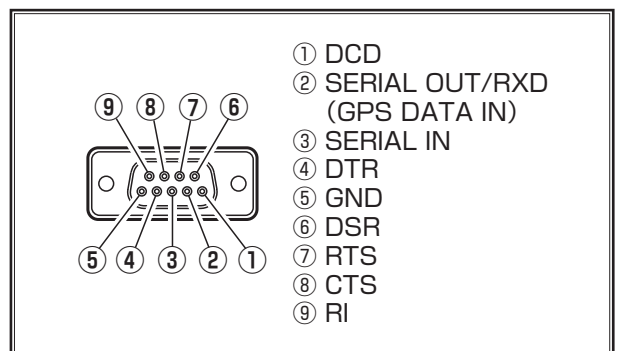 ① DCD
② SERIAL OUT/RXD
(GPS DATA IN)
③ SERIAL IN
④ DTR
⑤ GND
⑥ DSR
⑦ RTS
⑧ CTS
⑨ RI
⑨ ⑧ ⑦ ⑥
⑤ ④ ③ ② ①